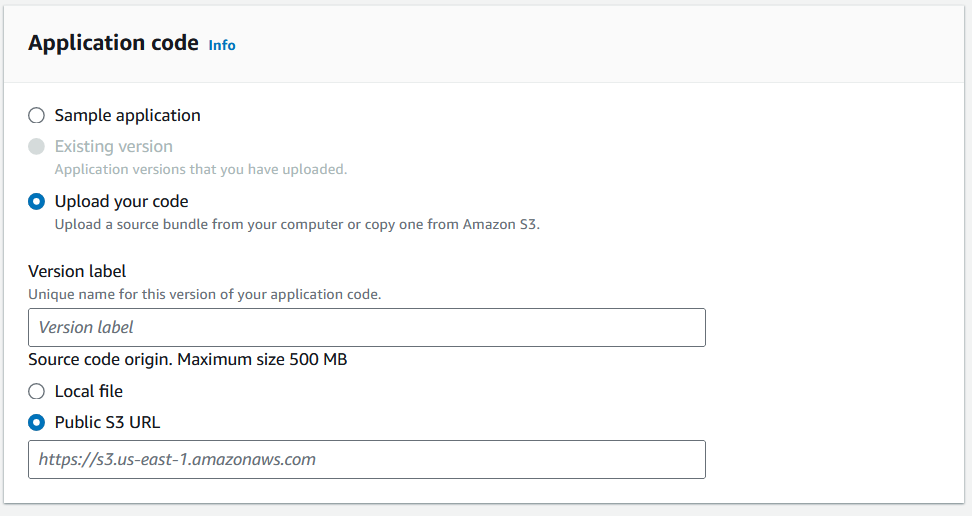 Application code Info
Sample application
Existing version
Application versions that you have uploaded.
Upload your code
Upload a source bundle from your computer or copy one from Amazon S3.
Version label
Unique name for this version of your application code.
Version label
Source code origin. Maximum size 500 MB
Local file
Public S3 URL
https://s3.us-east-1.amazonaws.com